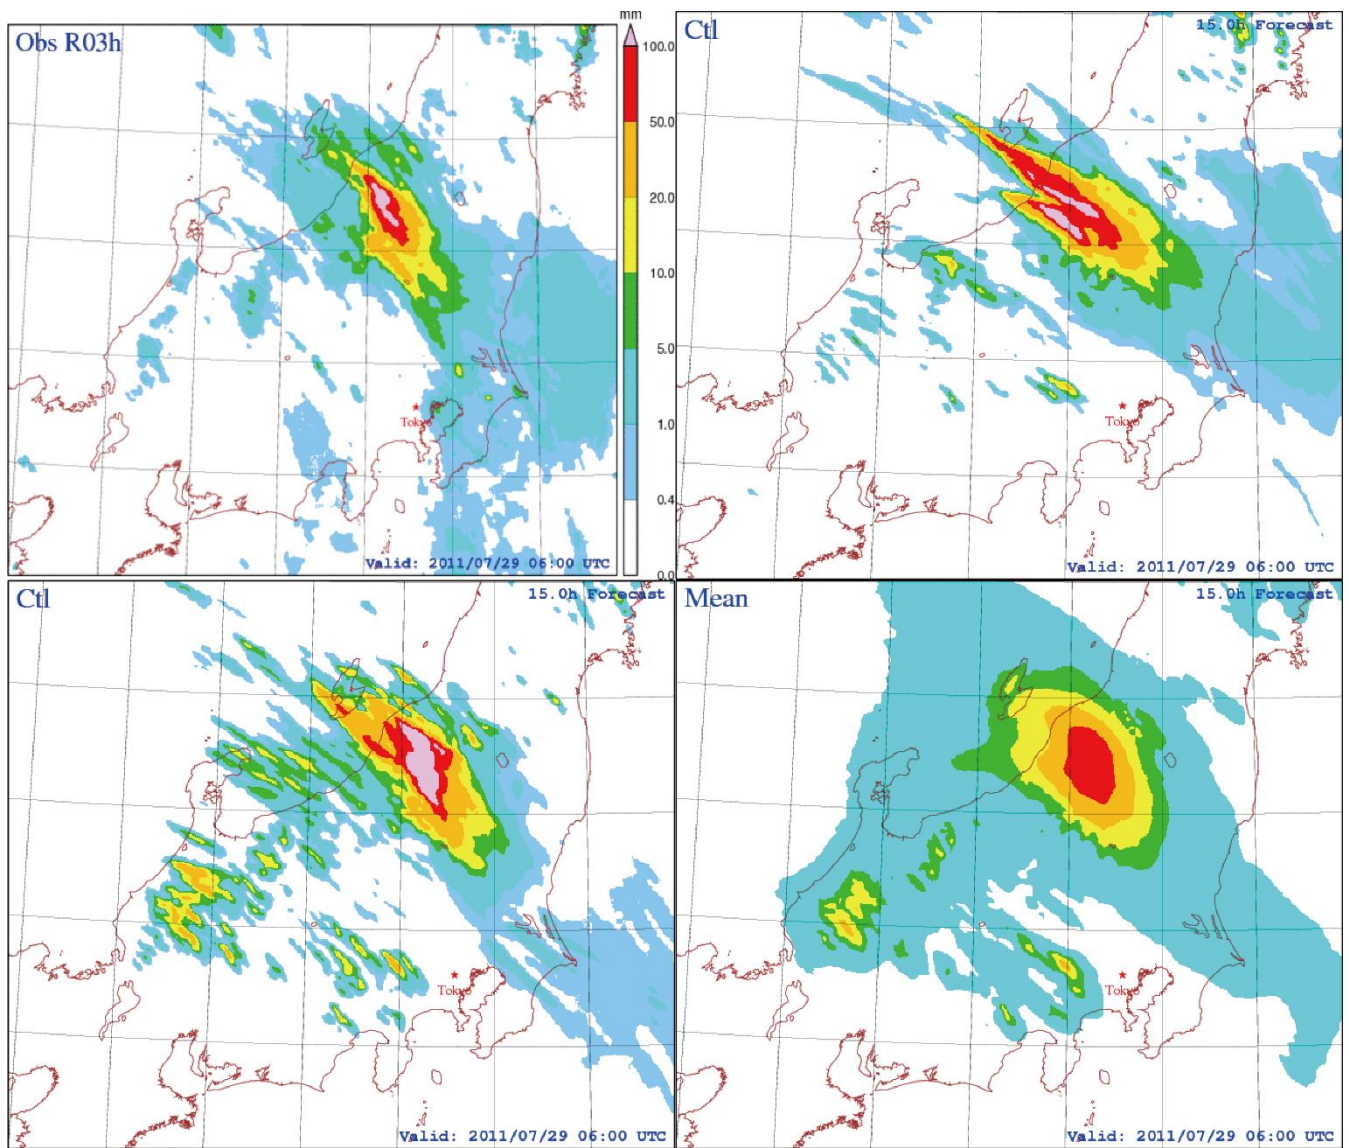 Obs R03h
mm
100.0
50.0
20.0
10.0
5.0
1.0
0.4
0.0
Tokyo
Valid: 2011/07/29 06:00 UTC
Ctl
15.0h Forecast
Tokyo
Valid: 2011/07/29 06:00 UTC
Ctl
15.0h Forecast
Tokyo
Valid: 2011/07/29 06:00 UTC
Mean
15.0h Forecast
Tokyo
Valid: 2011/07/29 06:00 UTC